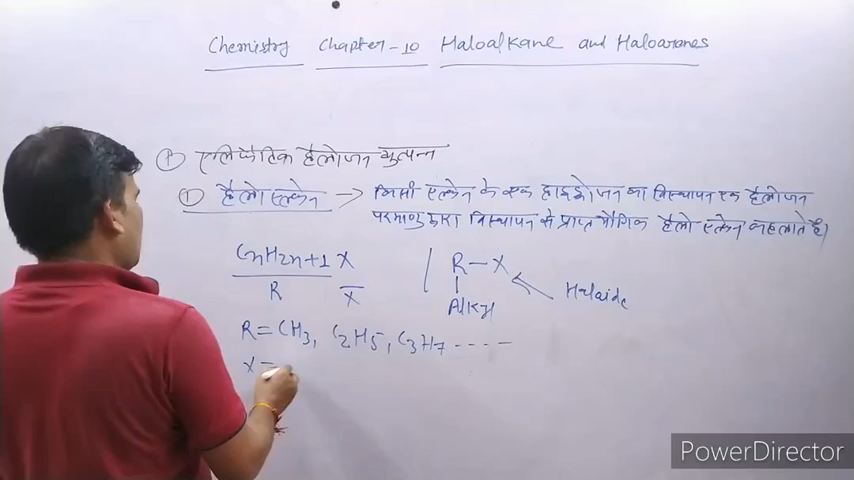 Chemistry Chapter-10 Haloalkane and Haloarenes
(A) एलिफैटिक हैलोजन व्युत्पन्न
(1) हैलो एल्केन → किसी एल्केन के एक हाइड्रोजन का विस्थापन एक हैलोजन
परमाणु द्वारा विस्थापन से प्राप्त यौगिक हैलो एल्केन कहलाते है।
CnH2n+1 X R-X
R X Alkyl Halaide
R = CH3, C2H5, C3H7 -----
X =
PowerDirector